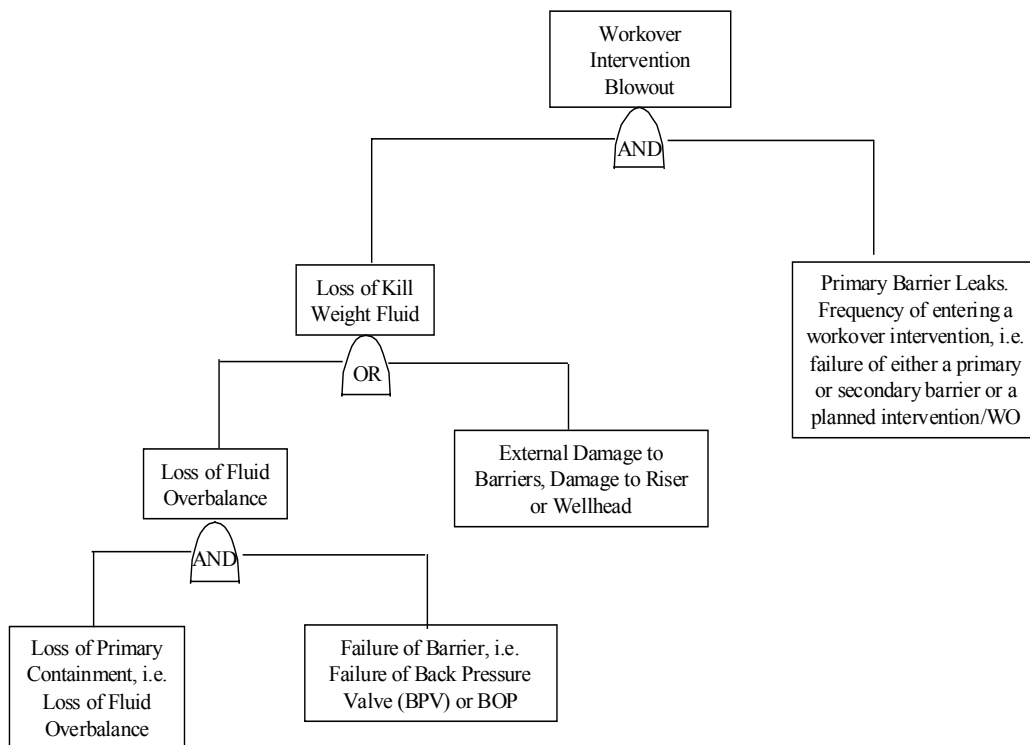 Workover
Intervention
Blowout
AND
Loss of Kill
Weight Fluid
Primary Barrier Leaks.
Frequency of entering a
workover intervention, i.e.
failure of either a primary
or secondary barrier or a
planned intervention/WO
OR
Loss of Fluid
Overbalance
External Damage to
Barriers, Damage to Riser
or Wellhead
AND
Loss of Primary
Containment, i.e.
Loss of Fluid
Overbalance
Failure of Barrier, i.e.
Failure of Back Pressure
Valve (BPV) or BOP